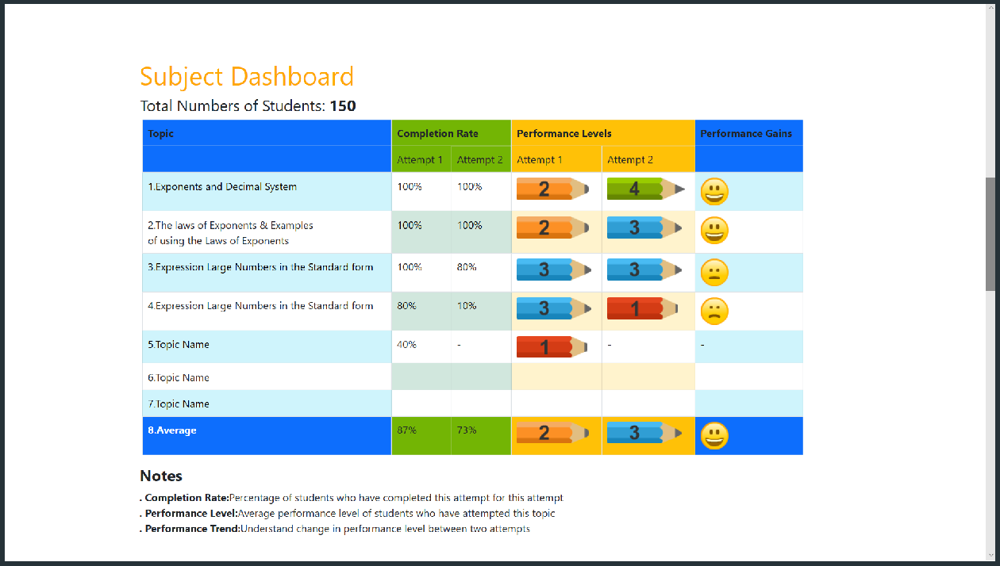 Subject Dashboard
Total Numbers of Students: 150
Topic Completion Rate Performance Levels Performance Gains
Attempt 1 Attempt 2 Attempt 1 Attempt 2
1.Exponents and Decimal System 100% 100% 2 4
2.The laws of Exponents & Examples 100% 100% 2 3
of using the Laws of Exponents
3.Expression Large Numbers in the Standard form 100% 80% 3 3
4.Expression Large Numbers in the Standard form 80% 10% 3 1
5.Topic Name 40% - 1 - -
6.Topic Name
7.Topic Name
8.Average 87% 73% 2 3
Notes
. Completion Rate:Percentage of students who have completed this attempt for this attempt
. Performance Level:Average performance level of students who have attempted this topic
. Performance Trend:Understand change in performance level between two attempts